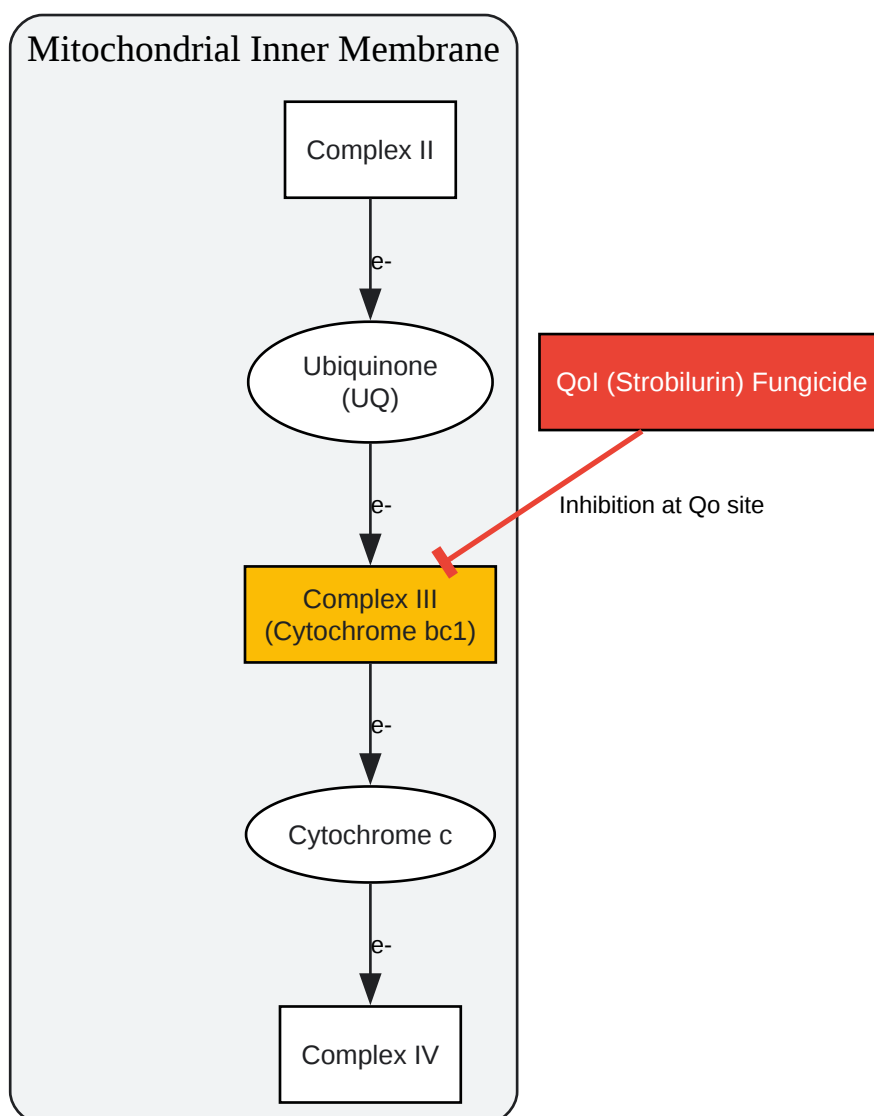 Mitochondrial Inner Membrane
Complex II
e-
Ubiquinone
(UQ)
QoI (Strobilurin) Fungicide
e-
Inhibition at Qo site
Complex III
(Cytochrome bc1)
e-
Cytochrome c
e-
Complex IV